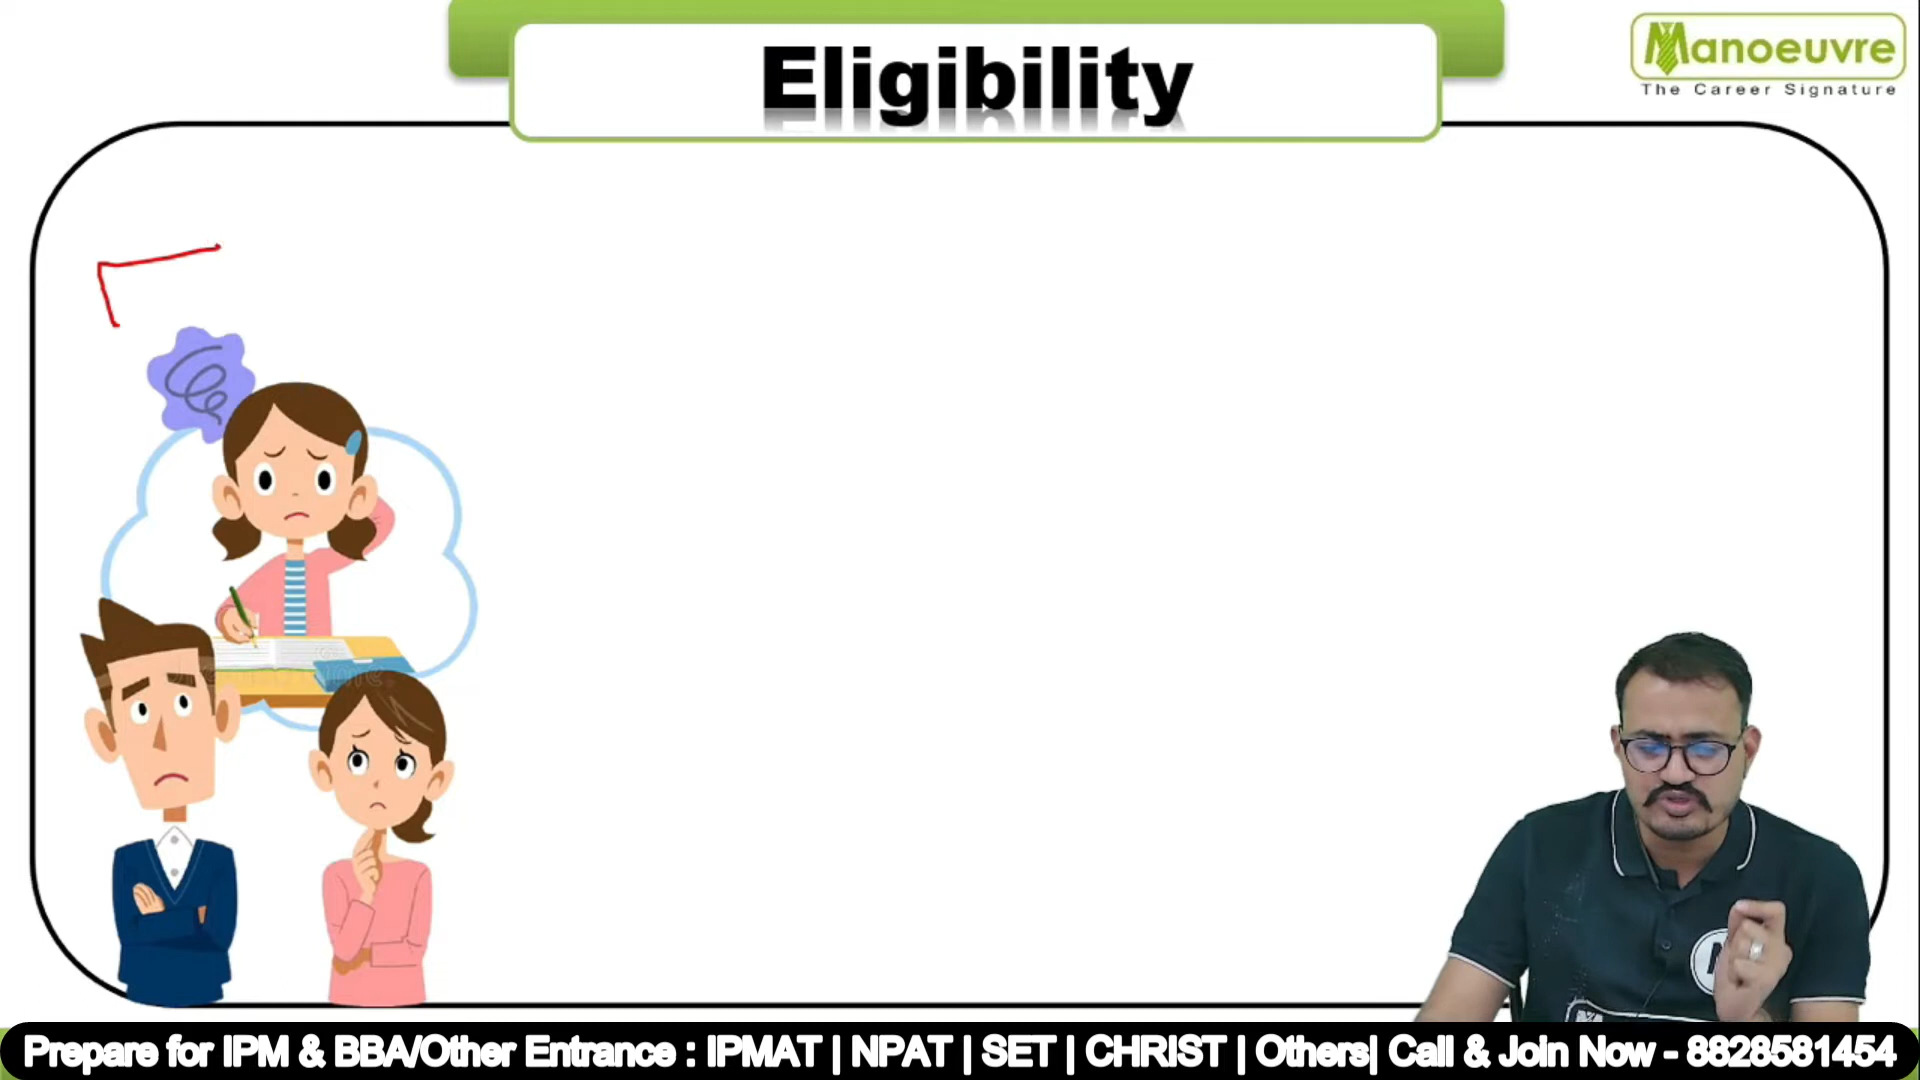 Eligibility
Manoeuvre
The Career Signature
Prepare for IPM & BBA/Other Entrance : IPMAT | NPAT | SET | CHRIST | Others| Call & Join Now - 8828581454